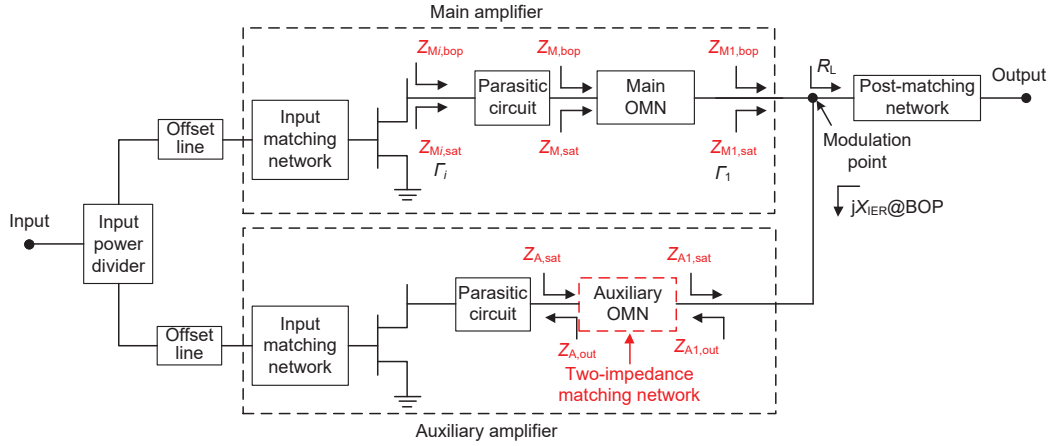 Main amplifier
Z_Mi,bop
Z_M,bop
Z_M1,bop
R_L
Output
Parasitic
circuit
Main
OMN
Post-matching
network
Offset
line
Input
matching
network
Z_Mi,sat
Γ_i
Z_M,sat
Z_M1,sat
Γ_1
Modulation
point
jX_IER@BOP
Input
Input
power
divider
Z_A,sat
Z_A1,sat
Parasitic
circuit
Auxiliary
OMN
Offset
line
Input
matching
network
Z_A,out
Z_A1,out
Two-impedance
matching network
Auxiliary amplifier